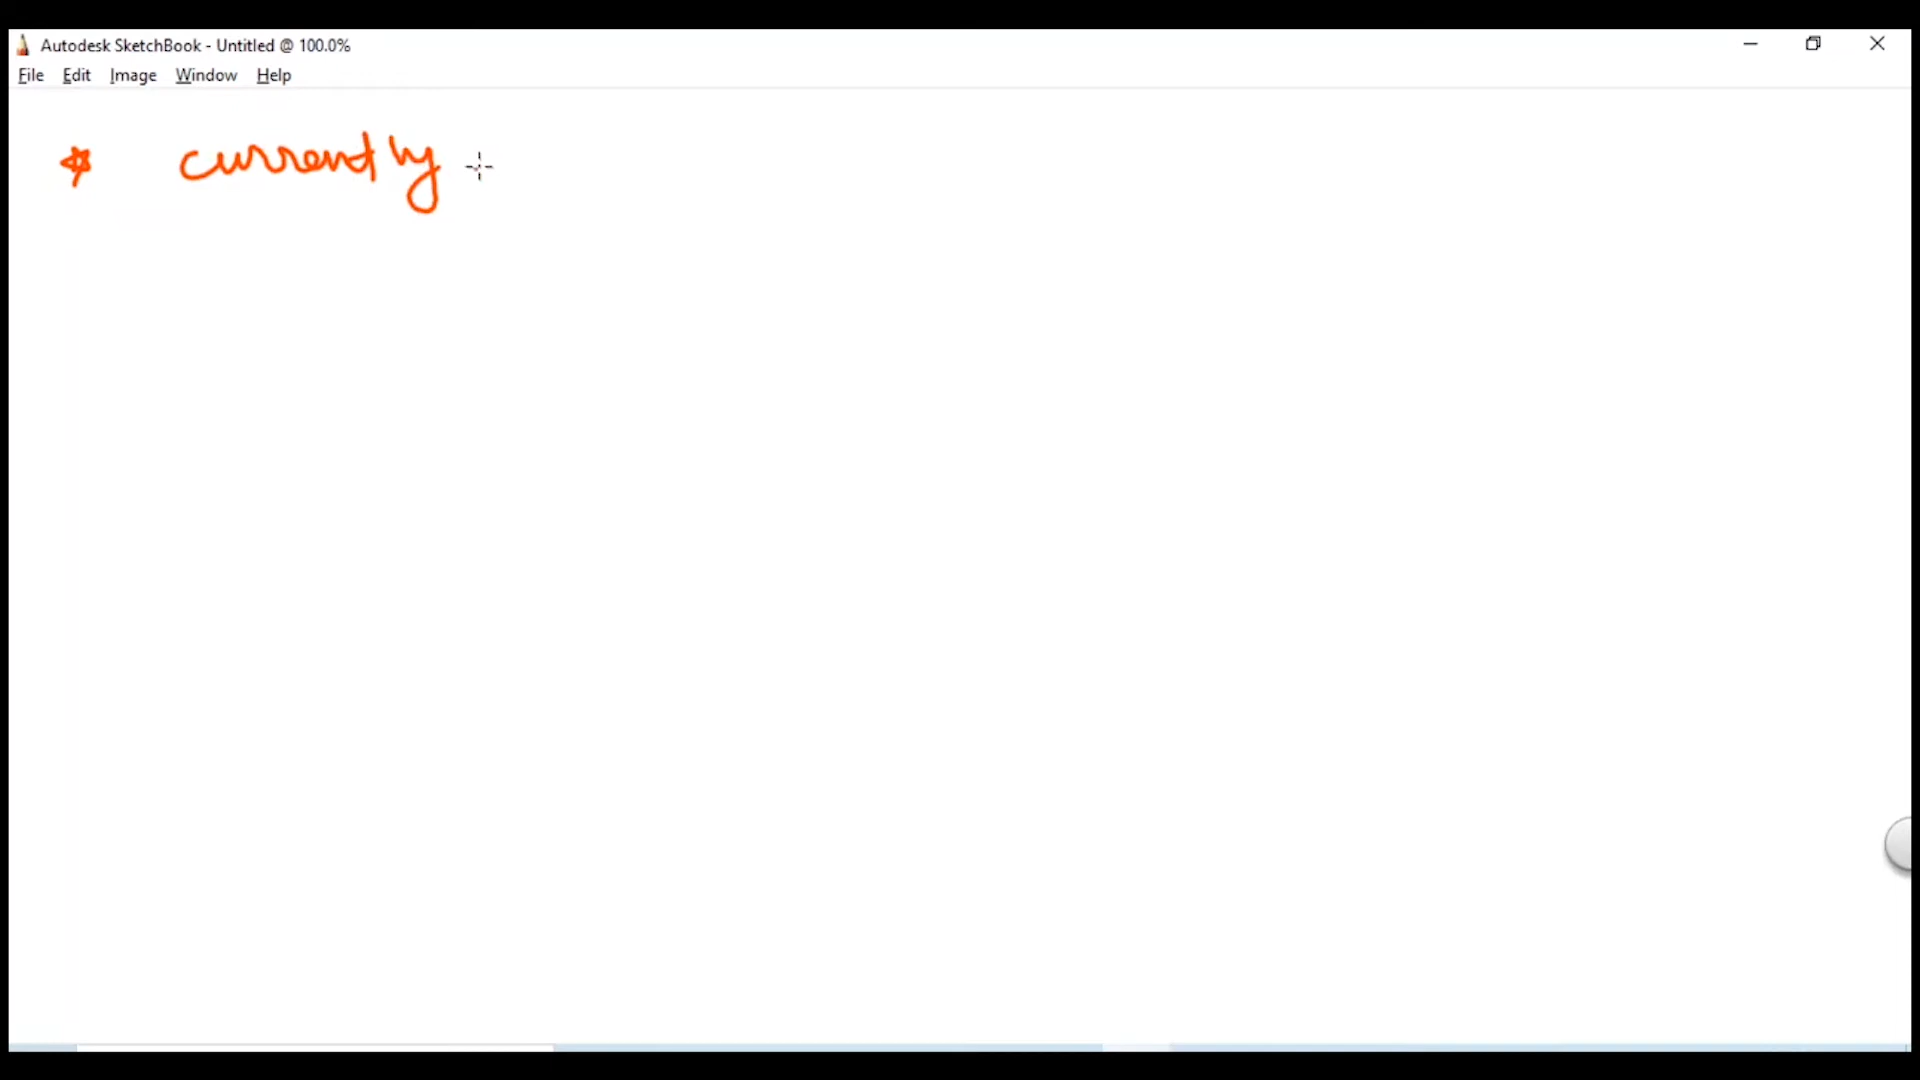 Autodesk SketchBook - Untitled @ 100.0%
File Edit Image Window Help
* currently